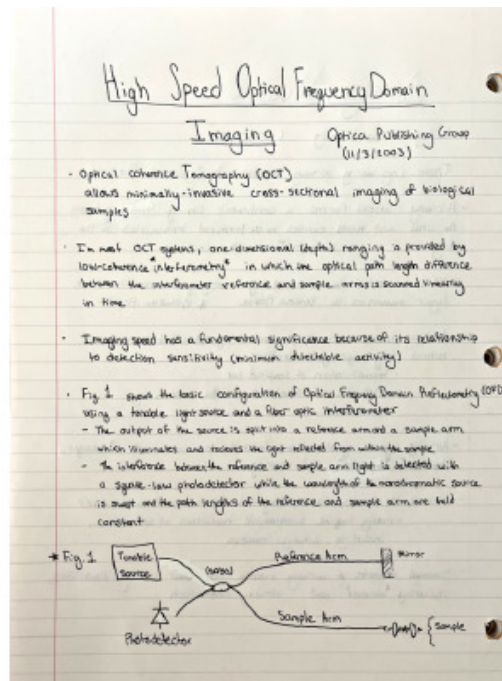 High Speed Optical Frequency Domain
Imaging Optica Publishing Group
(11/3/2003)
· Optical Coherence Tomography (OCT)
allows minimally-invasive cross-sectional imaging of biological
samples
· In most OCT systems, one-dimensional (depth) ranging is provided by
low-coherence *interferometry* in which the optical path length difference
between the interferometer reference and sample arms is scanned linearly
in time
· Imaging speed has a fundamental significance because of its relationship
to detection sensitivity (minimum detectable activity)
· Fig. 1 shows the basic configuration of Optical Frequency Domain Reflectometry (OFD
using a tunable light source and a fiber optic interferometer
- The output of the source is split into a reference arm and a sample arm
which illuminates and recieves the light reflected from within the sample
- The interference between the reference and sample arm light is detected with
a square-law photodetector while the wavelength of the monochromatic source
is swept and the path lengths of the reference and sample arm are held
constant
* Fig. 1 Tunable Source (50/50) Reference Arm Mirror
Photodetector Sample Arm Sample